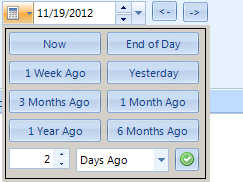 11/19/2012 <- ->
Now End of Day
1 Week Ago Yesterday
3 Months Ago 1 Month Ago
1 Year Ago 6 Months Ago
2 Days Ago